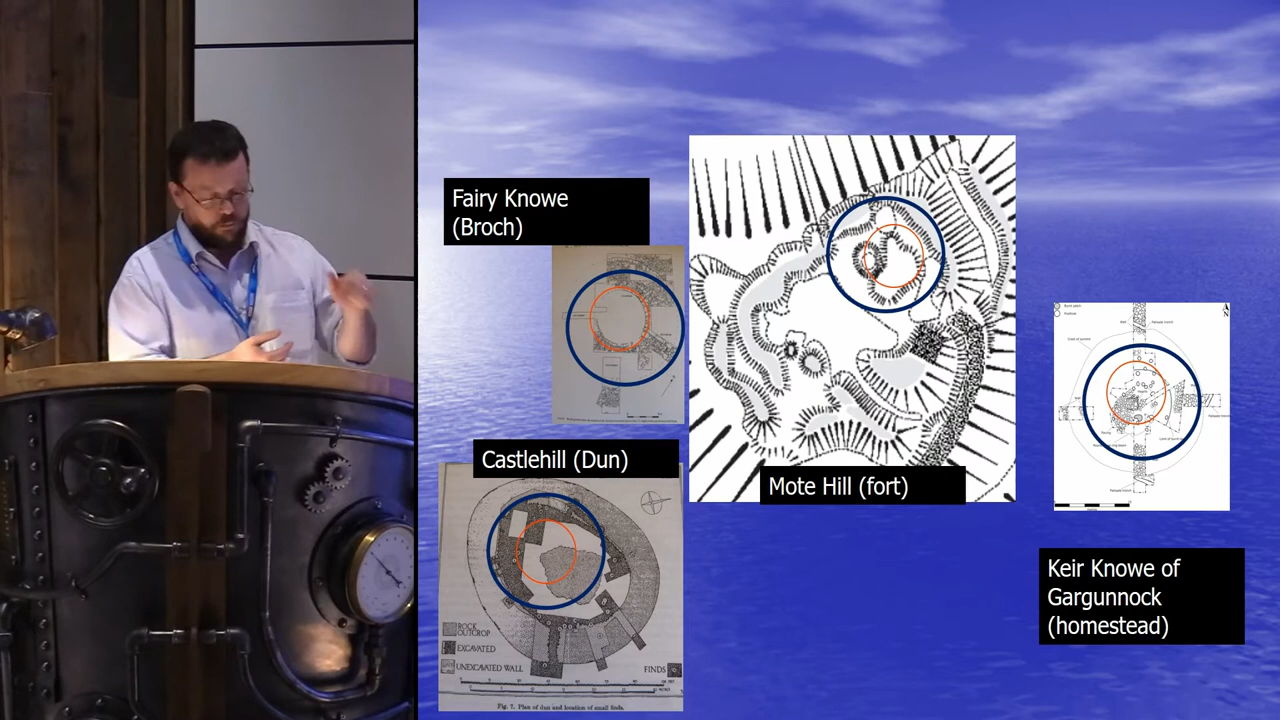 Fairy Knowe
(Broch)
Castlehill (Dun)
ROCK
OUTCROP
EXCAVATED
UNEXCAVATED WALL
FINDS
Fig. 7. Plan of dun and location of small finds.
Mote Hill (fort)
Keir Knowe of
Gargunnock
(homestead)